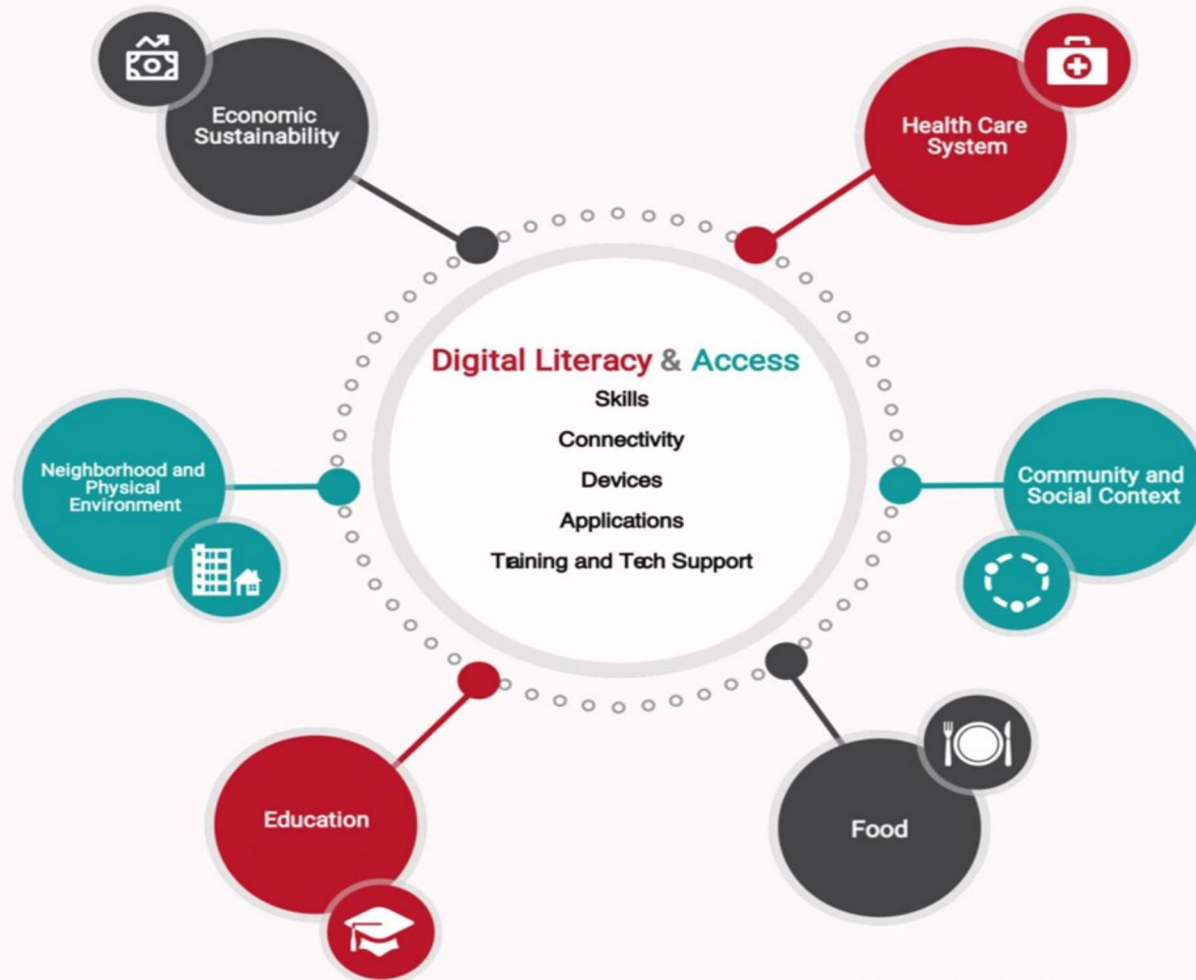 Economic
Sustainability
Health Care
System
Digital Literacy & Access
Skills
Connectivity
Devices
Applications
Training and Tech Support
Neighborhood and
Physical
Environment
Community and
Social Context
Education
Food